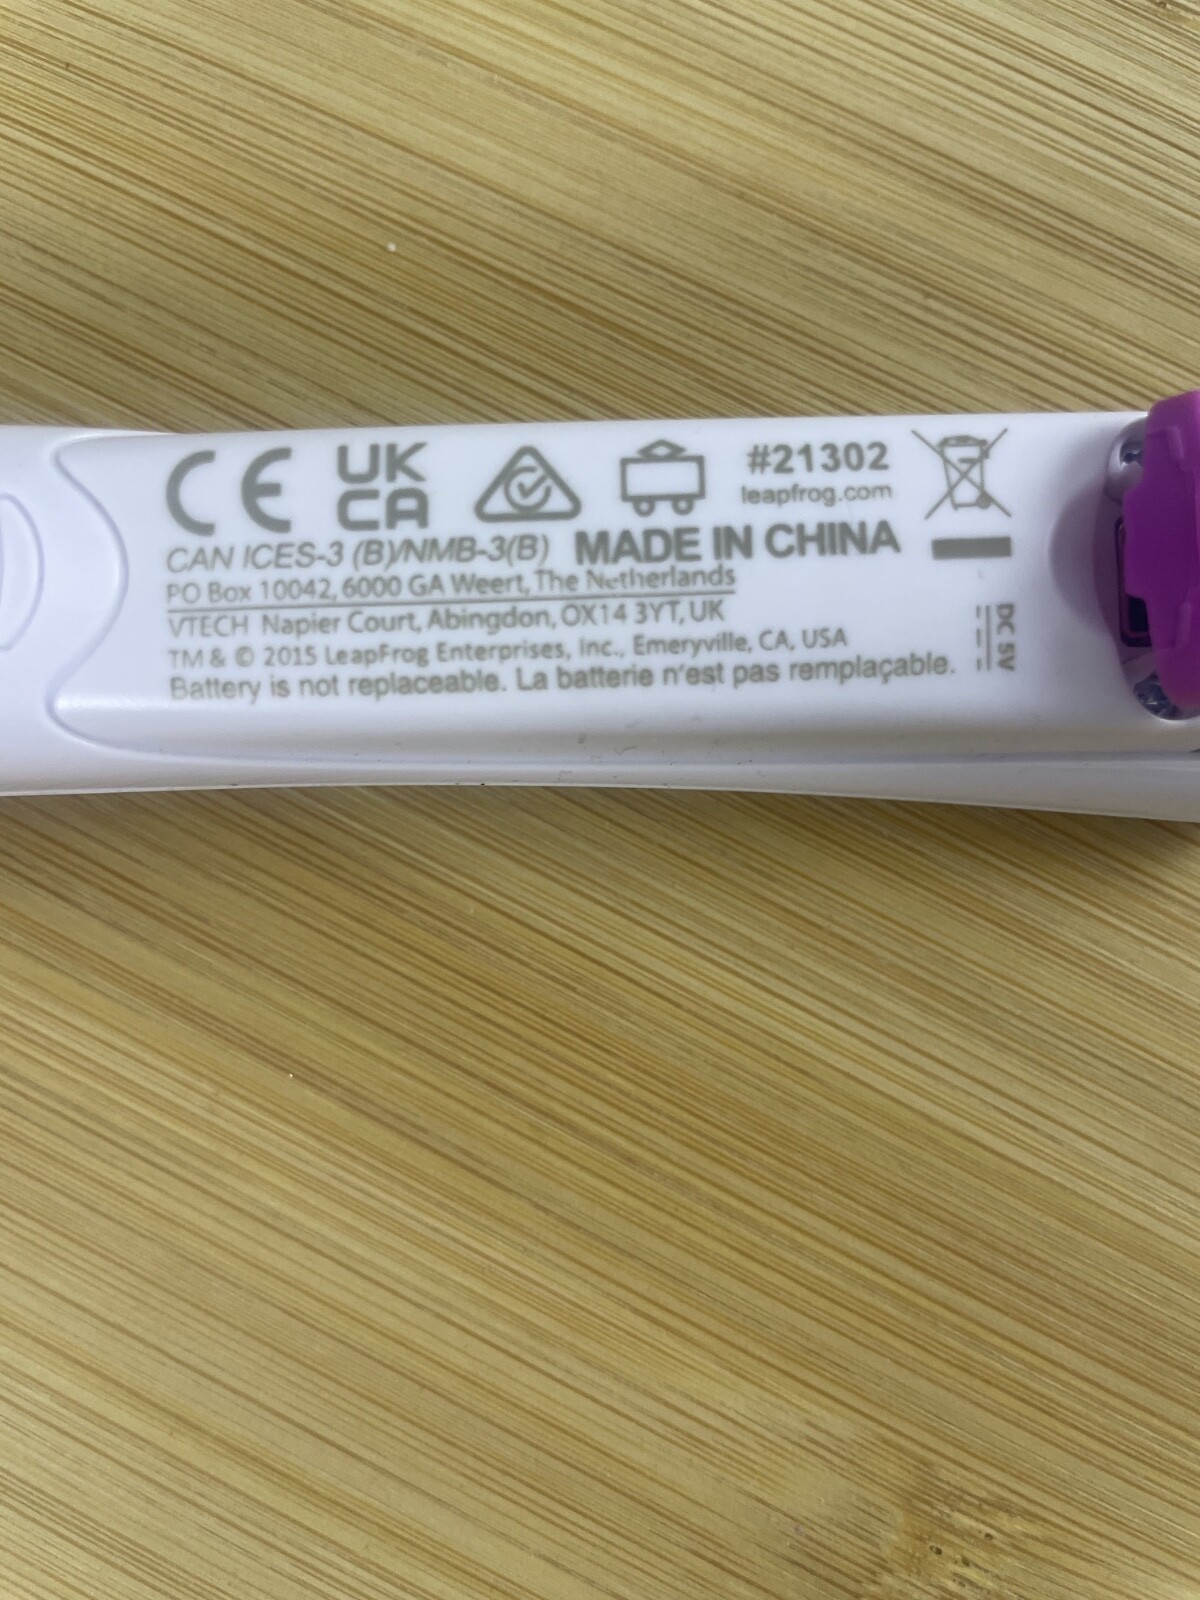 CE UK CA #21302
leapfrog.com
CAN ICES-3 (B)/NMB-3(B) MADE IN CHINA
PO Box 10042, 6000 GA Weert, The Netherlands
VTECH Napier Court, Abingdon, OX14 3YT, UK
TM & © 2015 LeapFrog Enterprises, Inc., Emeryville, CA, USA
Battery is not replaceable. La batterie n'est pas remplaçable.
DC 5V